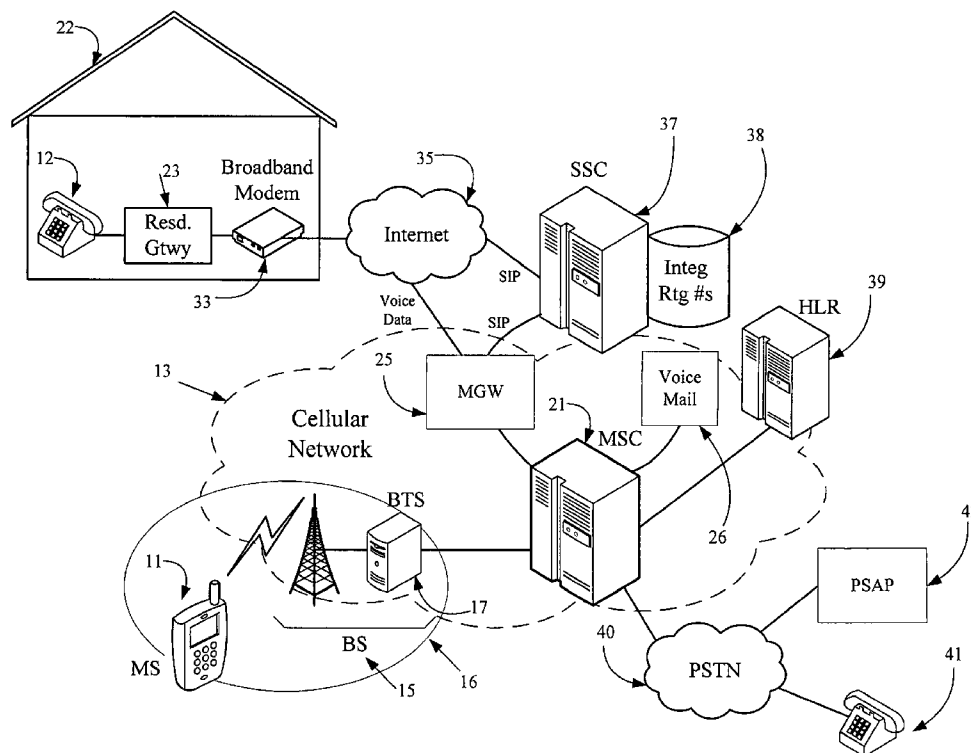 22
12
23
Broadband
Modem
Resd.
Gtwy
33
35
Internet
SSC
37
38
SIP
Integ
Rtg #s
HLR
39
Voice
Data
SIP
13
25
MGW
21
MSC
Voice
Mail
26
Cellular
Network
BTS
11
17
MS
BS
15
16
4
PSAP
40
PSTN
41